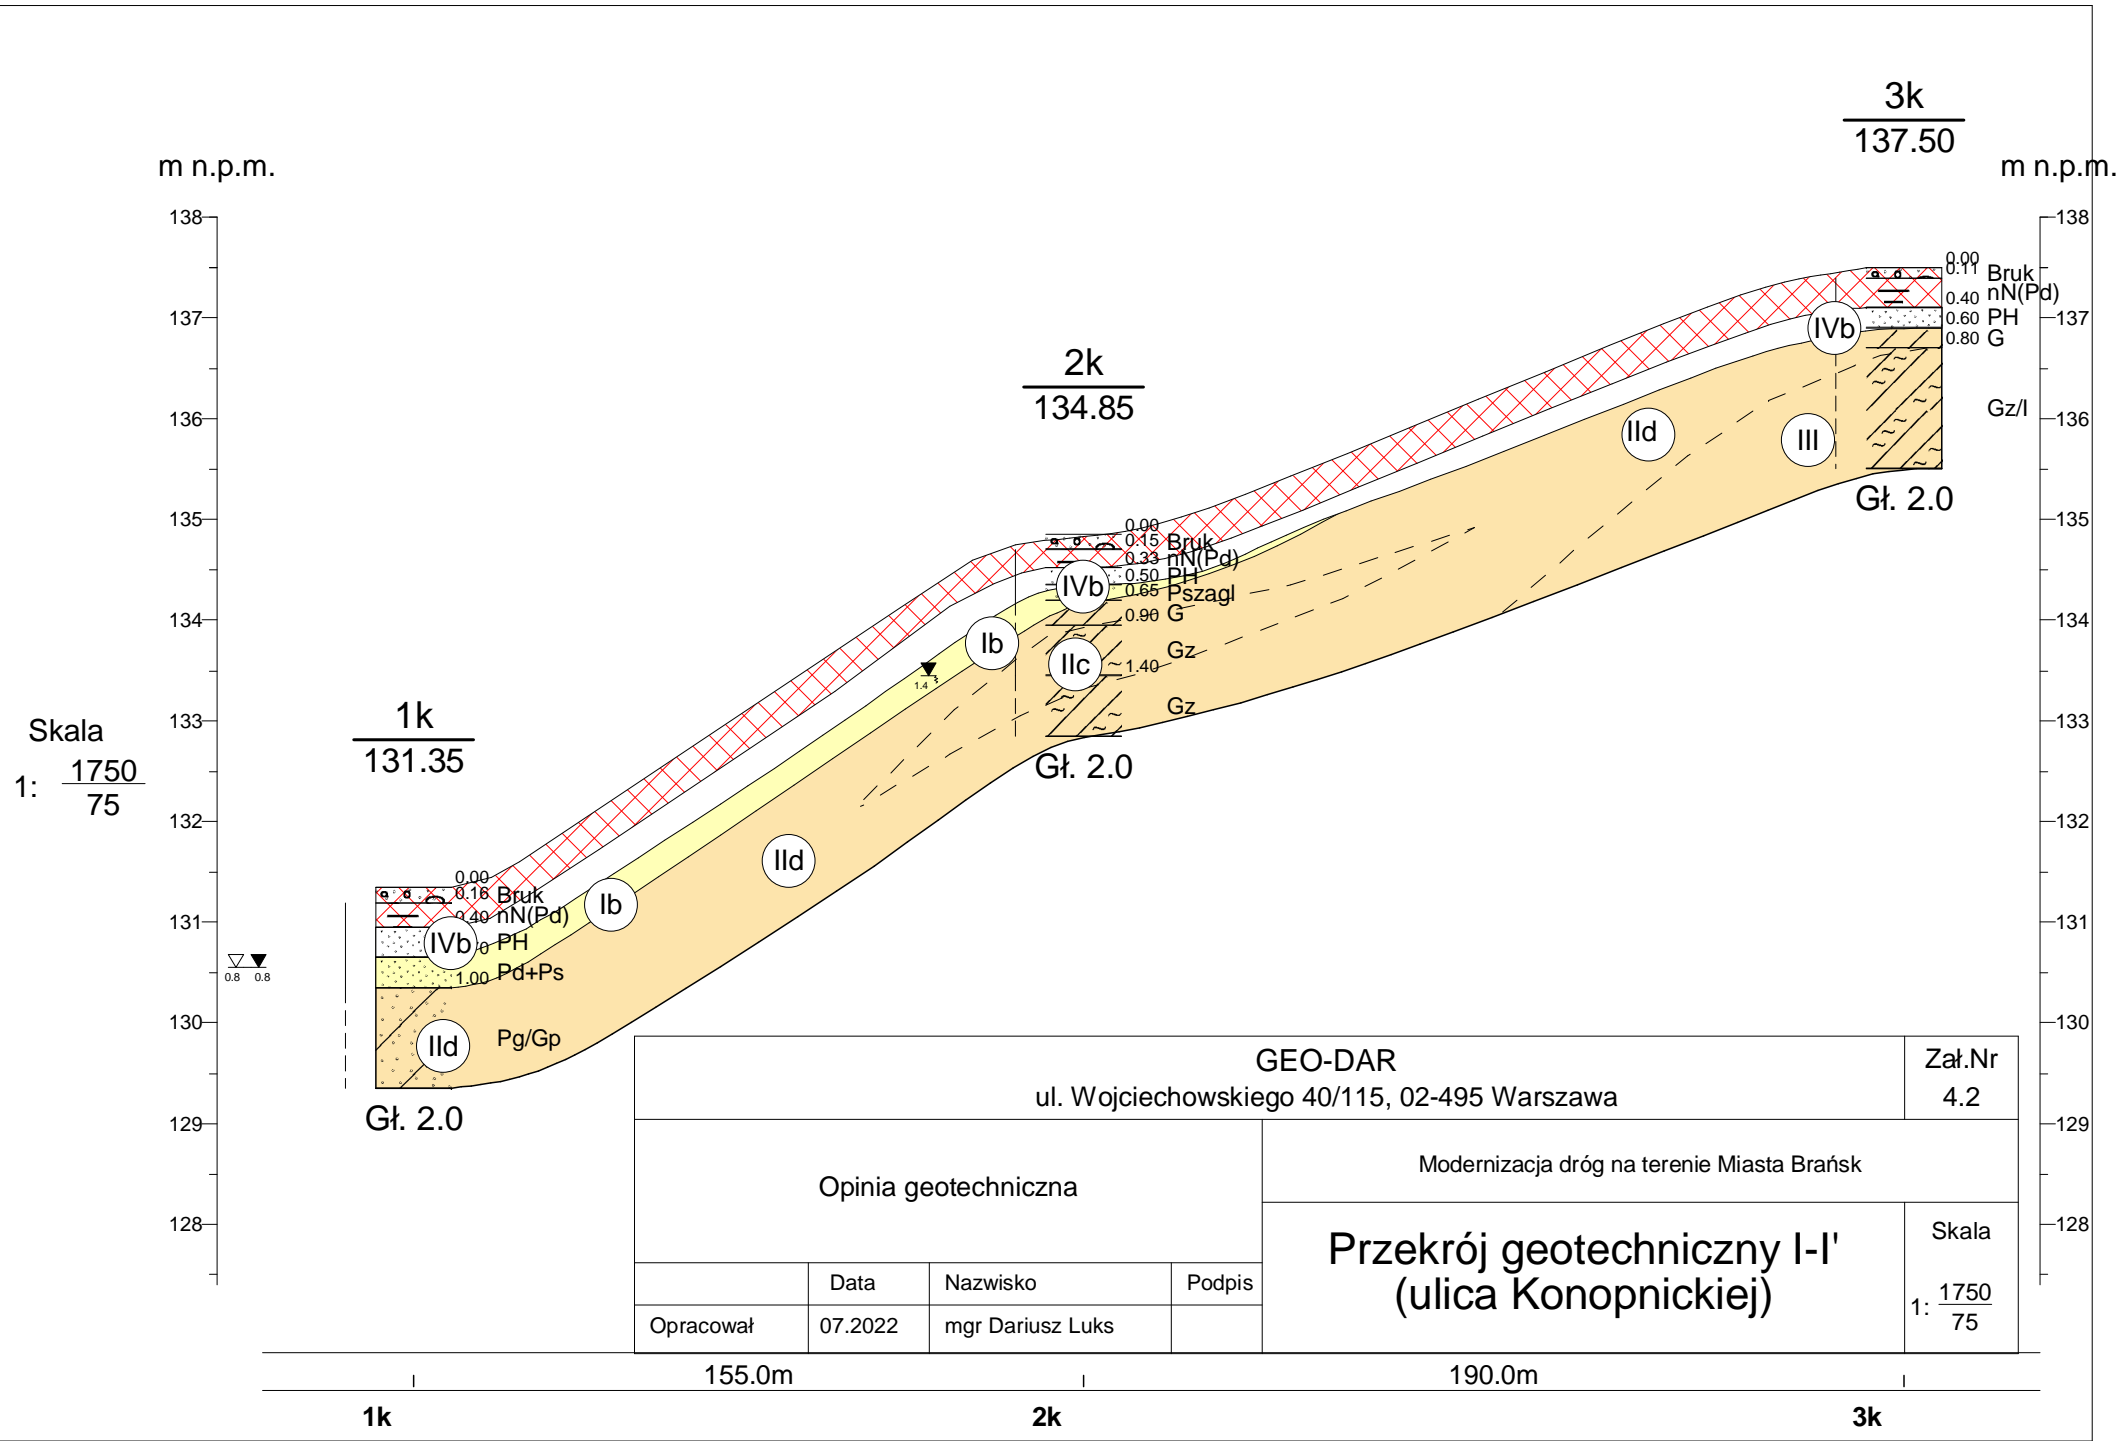 3k
137.50
m n.p.m.
m n.p.m.
138
137
136
135
134
133
132
131
130
129
128
138
137
136
135
134
133
132
131
130
129
128
Skala
1: 1750
75
1k
131.35
0.00
0.16 Bruk
0.40 nN(Pd)
PH
1.00 Pd+Ps
Pg/Gp
IVb
IId
Gł. 2.0
0.8 0.8
Ib
IId
Ib
1.4
2k
134.85
0.00
0.15 Bruk
0.33 nN(Pd)
0.50 PH
0.65 Pszagl
0.90 G
Gz
1.40
Gz
IVb
IIc
Gł. 2.0
IId
III
IVb
0.00
0.11 Bruk
0.40 nN(Pd)
0.60 PH
0.80 G
Gz/I
Gł. 2.0
GEO-DAR
ul. Wojciechowskiego 40/115, 02-495 Warszawa
Zał.Nr
4.2
Opinia geotechniczna
Modernizacja dróg na terenie Miasta Brańsk
Przekrój geotechniczny I-I'
(ulica Konopnickiej)
Skala
1: 1750
75
Data Nazwisko Podpis
Opracował 07.2022 mgr Dariusz Luks
155.0m 190.0m
1k 2k 3k